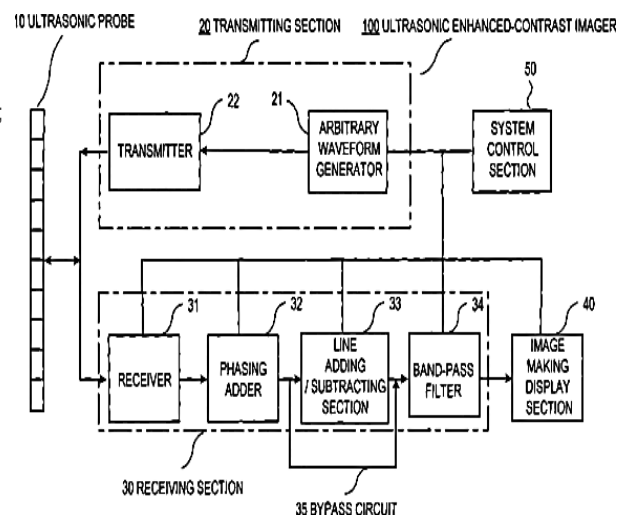 10 ULTRASONIC PROBE
20 TRANSMITTING SECTION
100 ULTRASONIC ENHANCED-CONTRAST IMAGER
22
21
50
TRANSMITTER
ARBITRARY
WAVEFORM
GENERATOR
SYSTEM
CONTROL
SECTION
31
32
33
34
40
RECEIVER
PHASING
ADDER
LINE
ADDING
/SUBTRACTING
SECTION
BAND-PASS
FILTER
IMAGE
MAKING
DISPLAY
SECTION
30 RECEIVING SECTION
35 BYPASS CIRCUIT